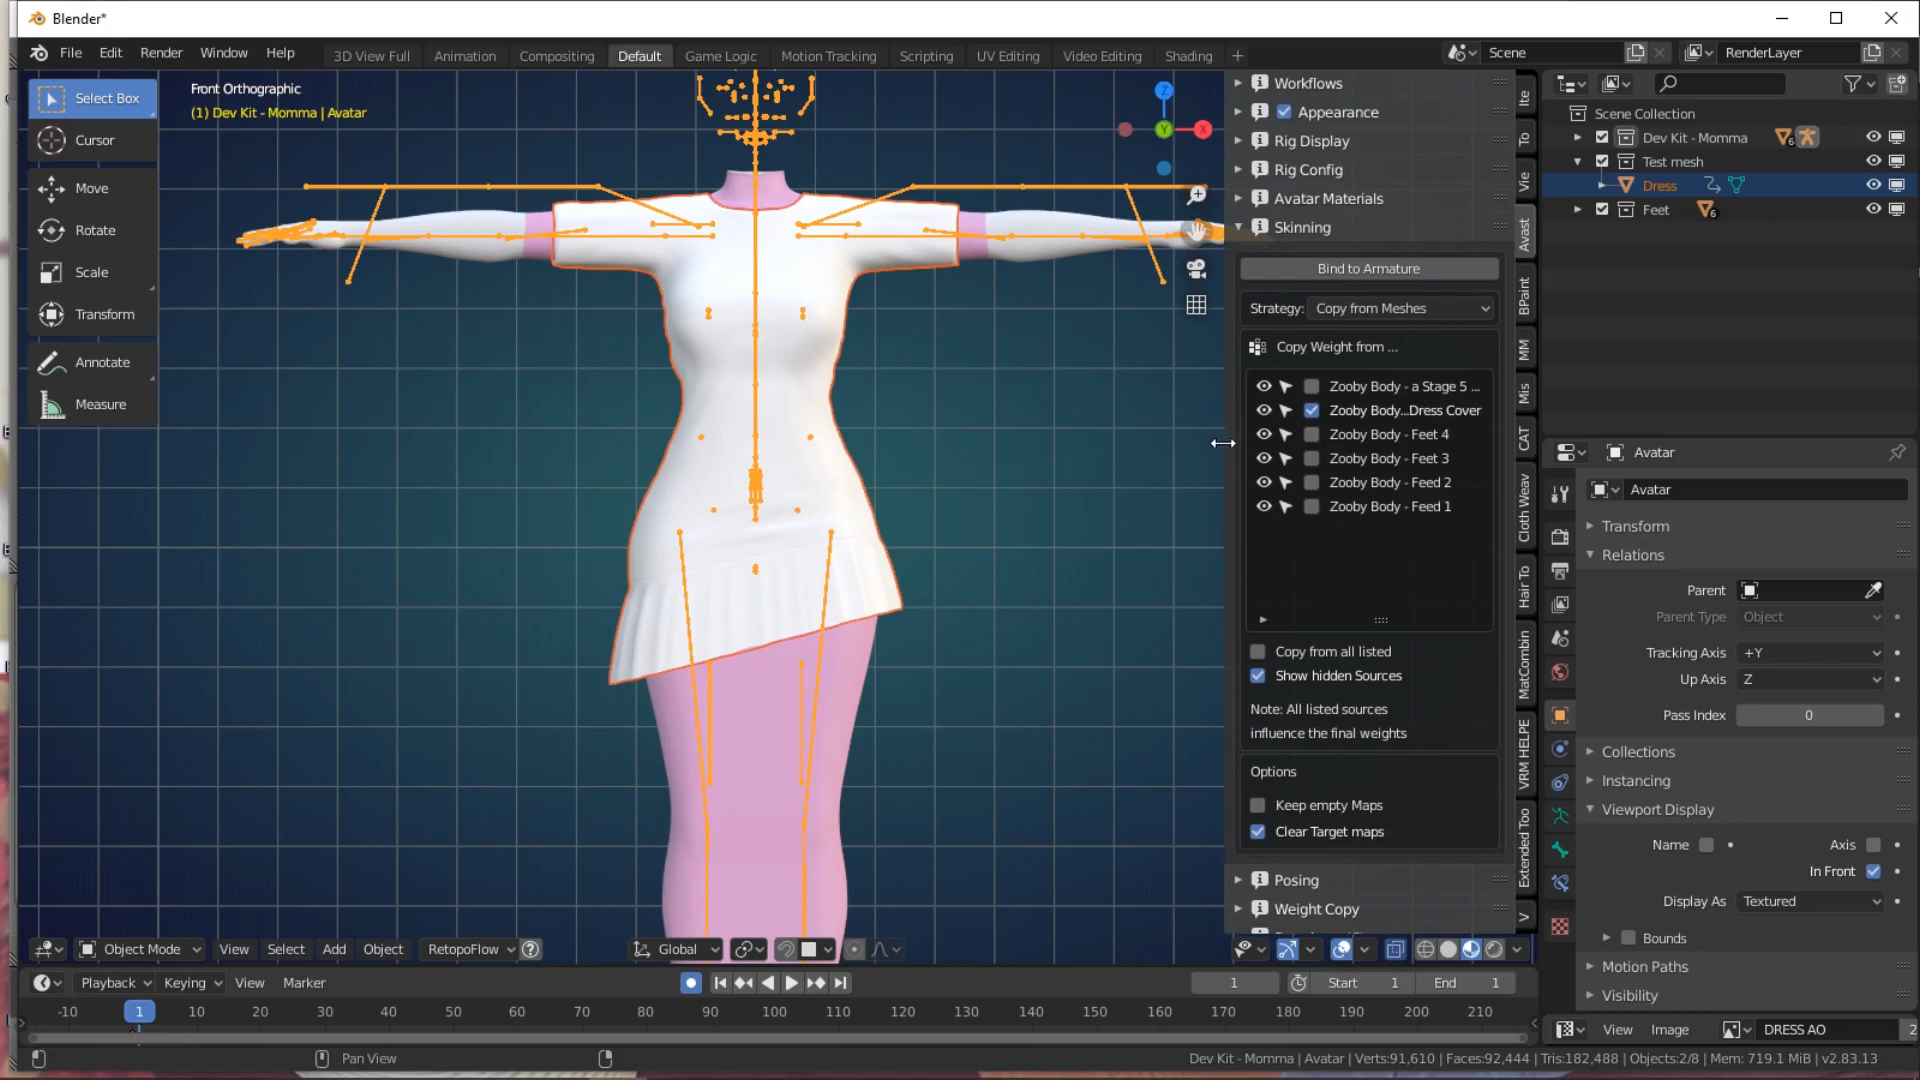 Blender*
File Edit Render Window Help
3D View Full Animation Compositing Default Game Logic Motion Tracking Scripting UV Editing Video Editing Shading +
Scene
RenderLayer
Select Box
Cursor
Move
Rotate
Scale
Transform
Annotate
Measure
Front Orthographic
(1) Dev Kit - Momma | Avatar
Z
Y
X
Workflows
Appearance
Rig Display
Rig Config
Avatar Materials
Skinning
Bind to Armature
Strategy: Copy from Meshes
Copy Weight from ...
Zooby Body - a Stage 5 ...
Zooby Body...Dress Cover
Zooby Body - Feet 4
Zooby Body - Feet 3
Zooby Body - Feed 2
Zooby Body - Feed 1
Copy from all listed
Show hidden Sources
Note: All listed sources
influence the final weights
Options
Keep empty Maps
Clear Target maps
Posing
Weight Copy
Ite
To
Vie
Avast
BPaint
MM
Mis
CAT
Cloth Weav
Hair To
MatCombin
VRM HELPE
Extended Too
V
Scene Collection
Dev Kit - Momma 6
Test mesh
Dress
Feet 6
Avatar
Avatar
Transform
Relations
Parent
Parent Type Object
Tracking Axis +Y
Up Axis Z
Pass Index 0
Collections
Instancing
Viewport Display
Name Axis
In Front
Display As Textured
Bounds
Motion Paths
Visibility
View Image DRESS AO 2
Object Mode View Select Add Object RetopoFlow Global
Playback Keying View Marker
1 Start 1 End 1
-10 1 10 20 30 40 50 60 70 80 90 100 110 120 130 140 150 160 170 180 190 200 210
Pan View
Dev Kit - Momma | Avatar | Verts:91,610 | Faces:92,444 | Tris:182,488 | Objects:2/8 | Mem: 719.1 MiB | v2.83.13